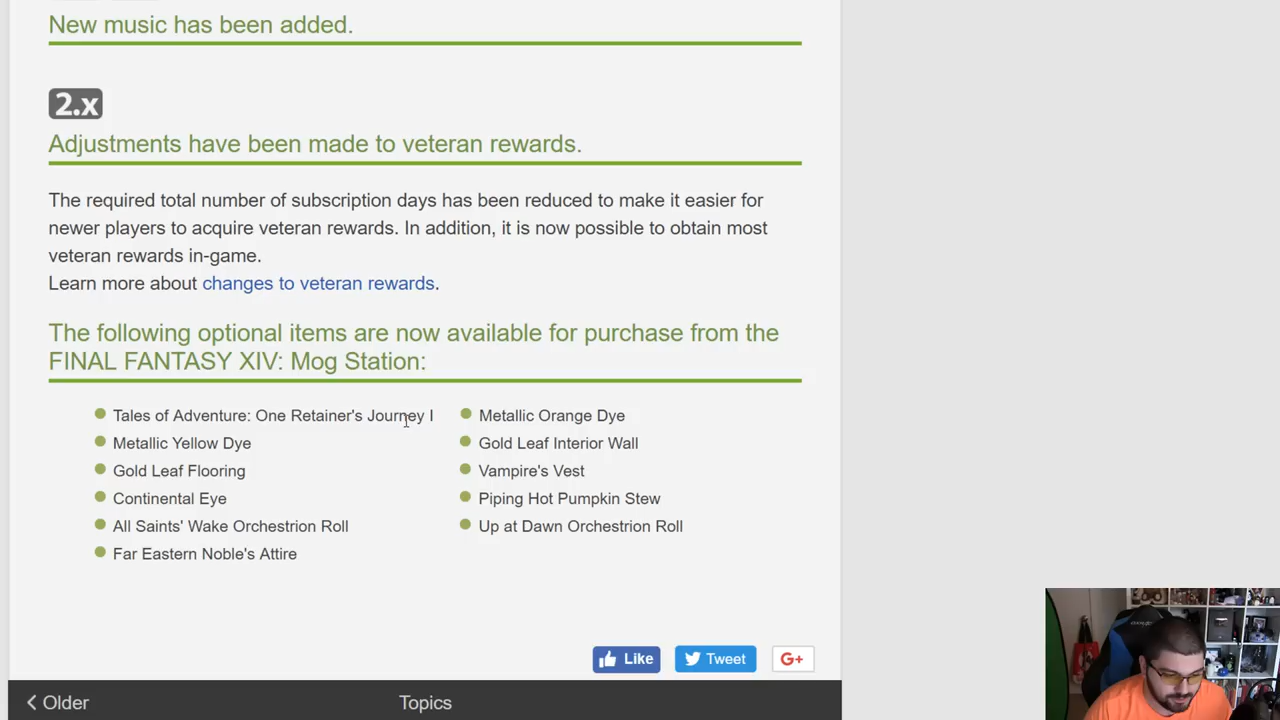 New music has been added.
2.x
Adjustments have been made to veteran rewards.
The required total number of subscription days has been reduced to make it easier for
newer players to acquire veteran rewards. In addition, it is now possible to obtain most
veteran rewards in-game.
Learn more about changes to veteran rewards.
The following optional items are now available for purchase from the
FINAL FANTASY XIV: Mog Station:
Tales of Adventure: One Retainer's Journey I
Metallic Orange Dye
Metallic Yellow Dye
Gold Leaf Interior Wall
Gold Leaf Flooring
Vampire's Vest
Continental Eye
Piping Hot Pumpkin Stew
All Saints' Wake Orchestrion Roll
Up at Dawn Orchestrion Roll
Far Eastern Noble's Attire
Like
Tweet
G+
Older
Topics